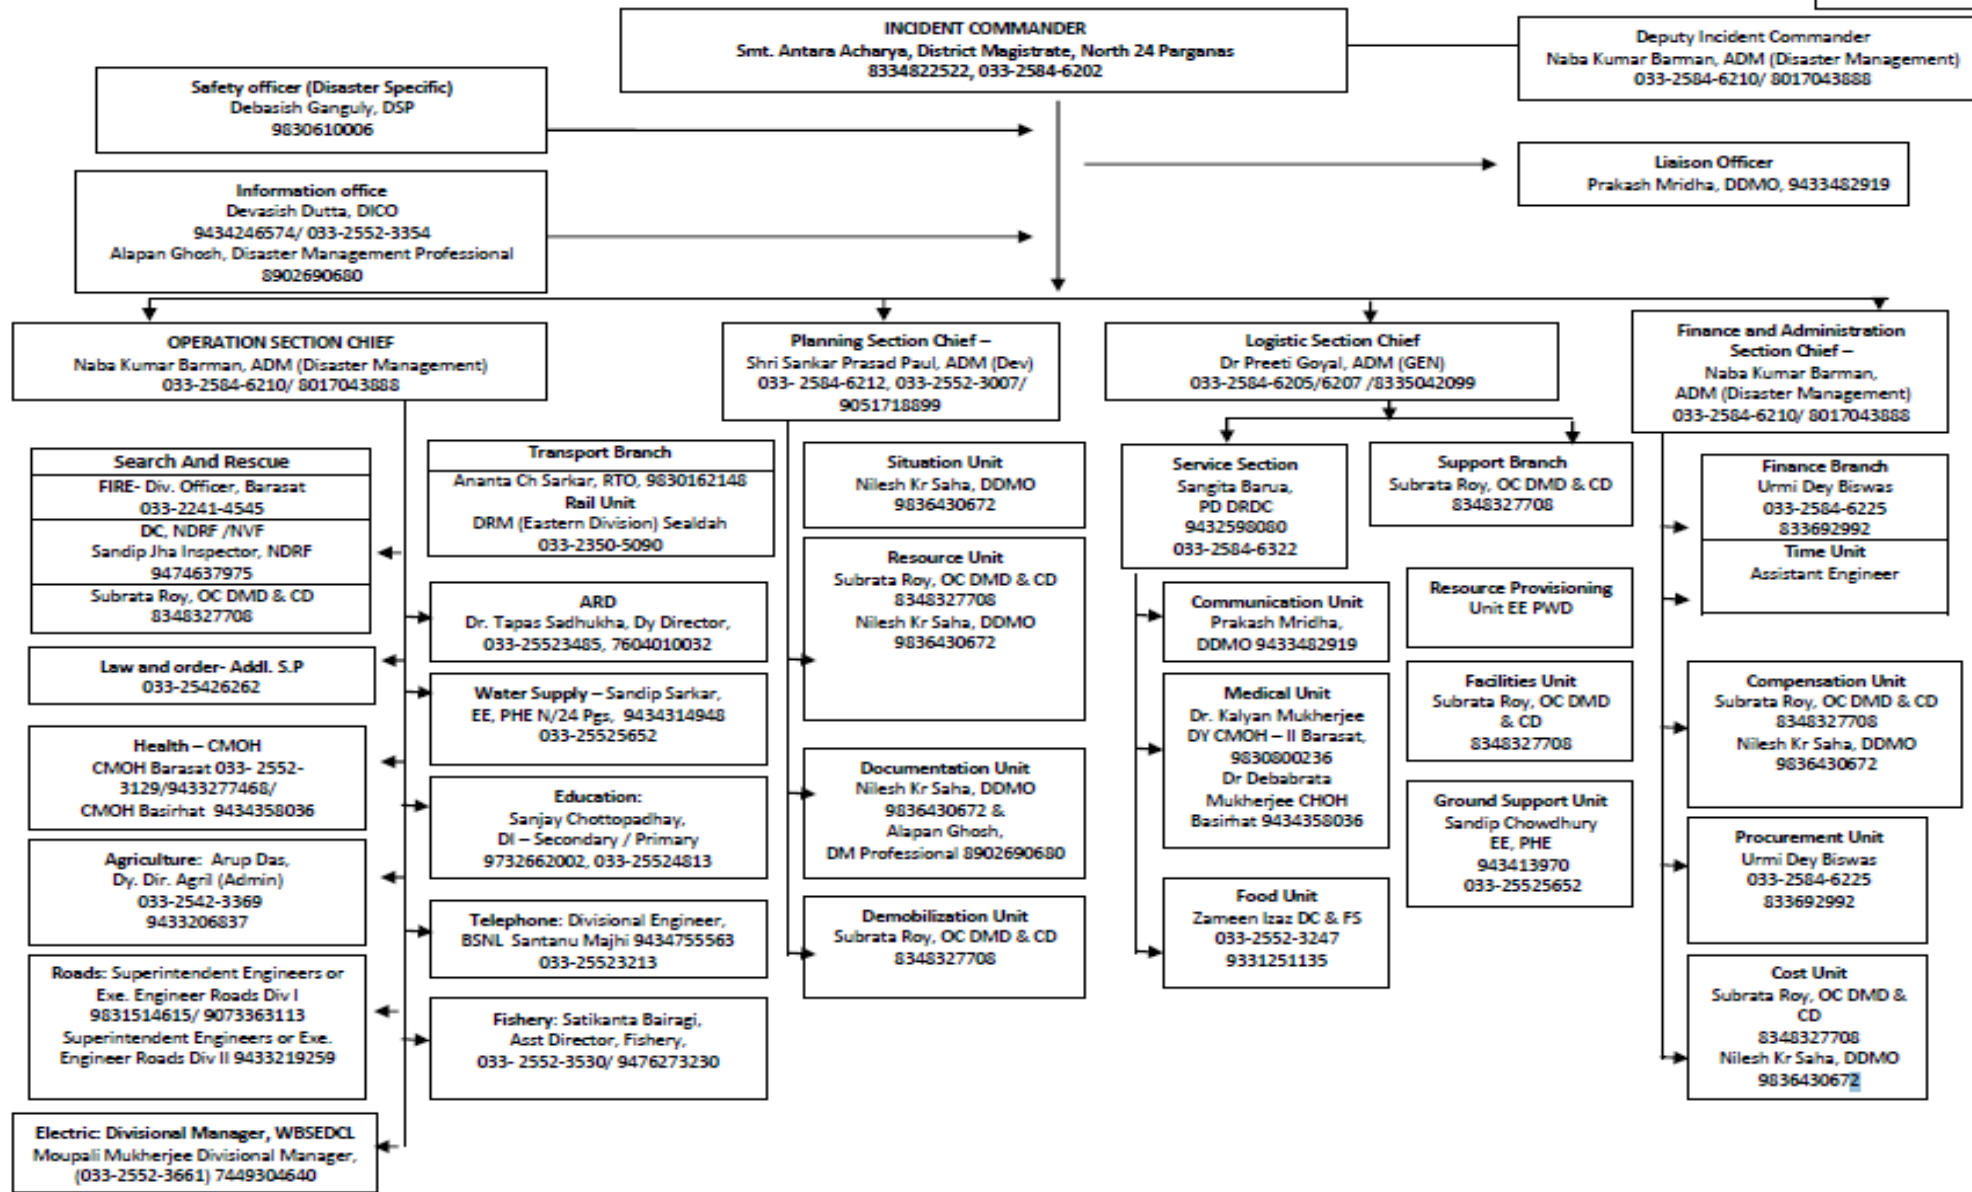 INCIDENT COMMANDER
Smt. Antara Acharya, District Magistrate, North 24 Parganas
8334822522, 033-2584-6202
Deputy Incident Commander
Naba Kumar Barman, ADM (Disaster Management)
033-2584-6210/ 8017043888
Safety officer (Disaster Specific)
Debasish Ganguly, DSP
9830610006
Liaison Officer
Prakash Mridha, DDMO, 9433482919
Information office
Devasish Dutta, DICO
9434246574/ 033-2552-3354
Alapan Ghosh, Disaster Management Professional
8902690680
OPERATION SECTION CHIEF
Naba Kumar Barman, ADM (Disaster Management)
033-2584-6210/ 8017043888
Planning Section Chief –
Shri Sankar Prasad Paul, ADM (Dev)
033- 2584-6212, 033-2552-3007/
9051718899
Logistic Section Chief
Dr Preeti Goyal, ADM (GEN)
033-2584-6205/6207 /8335042099
Finance and Administration
Section Chief –
Naba Kumar Barman,
ADM (Disaster Management)
033-2584-6210/ 8017043888
Search And Rescue
FIRE- Div. Officer, Barasat
033-2241-4545
DC, NDRF /NVF
Sandip Jha Inspector, NDRF
9474637975
Subrata Roy, OC DMD & CD
8348327708
Law and order- Addl. S.P
033-25426262
Health – CMOH
CMOH Barasat 033- 2552-
3129/9433277468/
CMOH Basirhat 9434358036
Agriculture: Arup Das,
Dy. Dir. Agril (Admin)
033-2542-3369
9433206837
Roads: Superintendent Engineers or
Exe. Engineer Roads Div I
9831514615/ 9073363113
Superintendent Engineers or Exe.
Engineer Roads Div II 9433219259
Electric: Divisional Manager, WBSEDCL
Moupali Mukherjee Divisional Manager,
(033-2552-3661) 7449304640
Transport Branch
Ananta Ch Sarkar, RTO, 9830162148
Rail Unit
DRM (Eastern Division) Sealdah
033-2350-5090
ARD
Dr. Tapas Sadhukha, Dy Director,
033-25523485, 7604010032
Water Supply – Sandip Sarkar,
EE, PHE N/24 Pgs, 9434314948
033-25525652
Education:
Sanjay Chottopadhay,
DI – Secondary / Primary
9732662002, 033-25524813
Telephone: Divisional Engineer,
BSNL Santanu Majhi 9434755563
033-25523213
Fishery: Satikanta Bairagi,
Asst Director, Fishery,
033- 2552-3530/ 9476273230
Situation Unit
Nilesh Kr Saha, DDMO
9836430672
Resource Unit
Subrata Roy, OC DMD & CD
8348327708
Nilesh Kr Saha, DDMO
9836430672
Documentation Unit
Nilesh Kr Saha, DDMO
9836430672 &
Alapan Ghosh,
DM Professional 8902690680
Demobilization Unit
Subrata Roy, OC DMD & CD
8348327708
Service Section
Sangita Barua,
PD DRDC
9432598080
033-2584-6322
Communication Unit
Prakash Mridha,
DDMO 9433482919
Medical Unit
Dr. Kalyan Mukherjee
DY CMOH – II Barasat,
9830800236
Dr Debabrata
Mukherjee CHOH
Basirhat 9434358036
Food Unit
Zameen Izaz DC & FS
033-2552-3247
9331251135
Support Branch
Subrata Roy, OC DMD & CD
8348327708
Resource Provisioning
Unit EE PWD
Facilities Unit
Subrata Roy, OC DMD
& CD
8348327708
Ground Support Unit
Sandip Chowdhury
EE, PHE
943413970
033-25525652
Finance Branch
Urmi Dey Biswas
033-2584-6225
833692992
Time Unit
Assistant Engineer
Compensation Unit
Subrata Roy, OC DMD & CD
8348327708
Nilesh Kr Saha, DDMO
9836430672
Procurement Unit
Urmi Dey Biswas
033-2584-6225
833692992
Cost Unit
Subrata Roy, OC DMD &
CD
8348327708
Nilesh Kr Saha, DDMO
9836430672